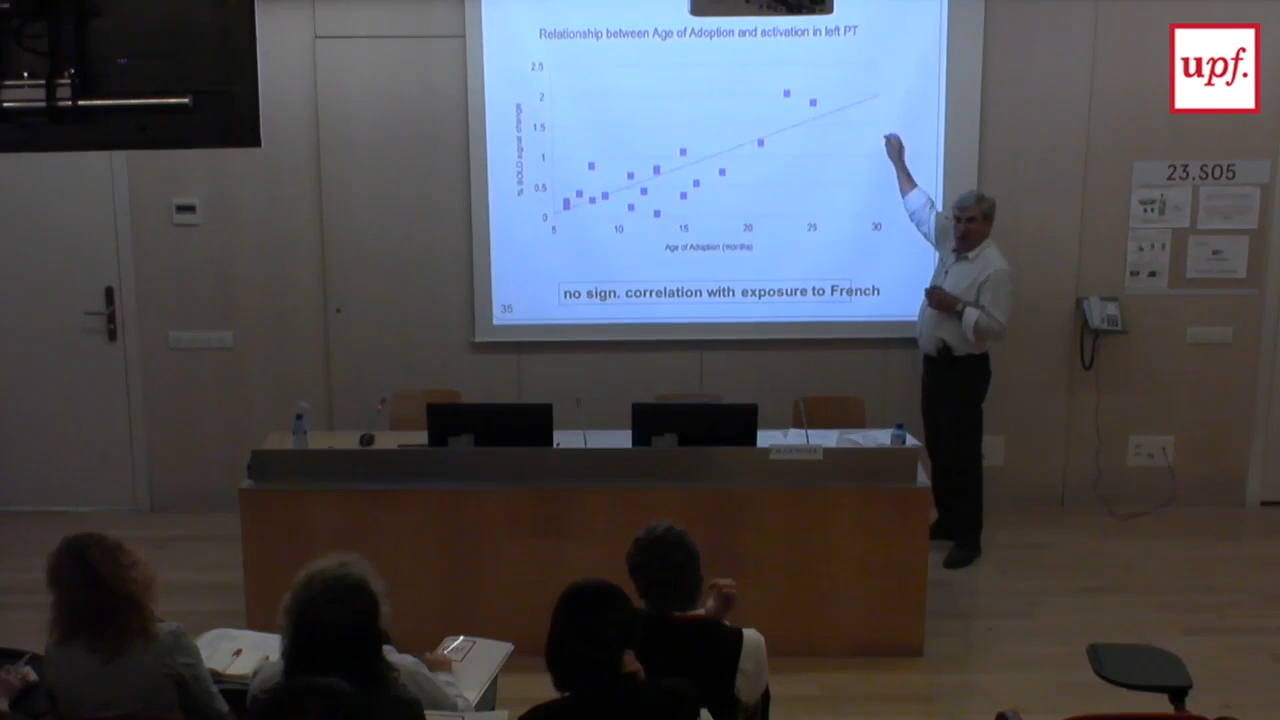 Relationship between Age of Adoption and activation in left PT
upf.
2.5
2
1.5
1
0.5
0
% BOLD signal change
5 10 15 20 25 30
Age of Adoption (months)
no sign. correlation with exposure to French
35
23.S05